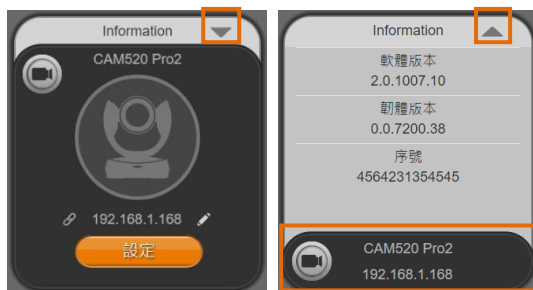 Information
CAM520 Pro2
192.168.1.168
設定
Information
軟體版本
2.0.1007.10
韌體版本
0.0.7200.38
序號
4564231354545
CAM520 Pro2
192.168.1.168